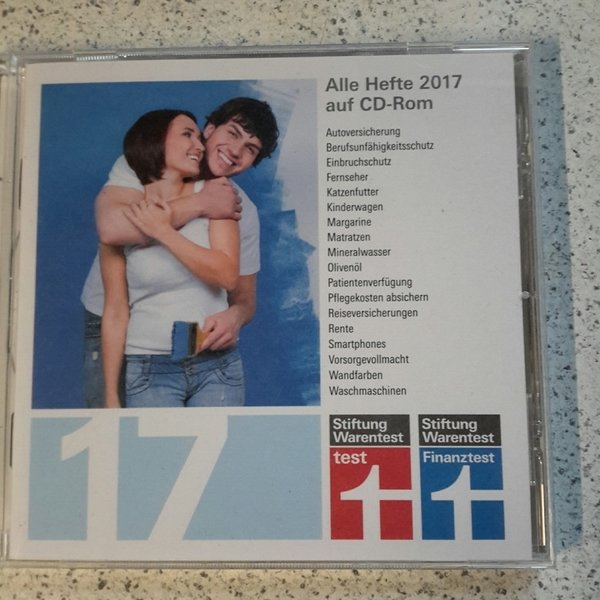 Alle Hefte 2017
auf CD-Rom
Autoversicherung
Berufsunfähigkeitsschutz
Einbruchschutz
Fernseher
Katzenfutter
Kinderwagen
Margarine
Matratzen
Mineralwasser
Olivenöl
Patientenverfügung
Pflegekosten absichern
Reiseversicherungen
Rente
Smartphones
Vorsorgevollmacht
Wandfarben
Waschmaschinen
17
Stiftung
Warentest
test
Stiftung
Warentest
Finanztest